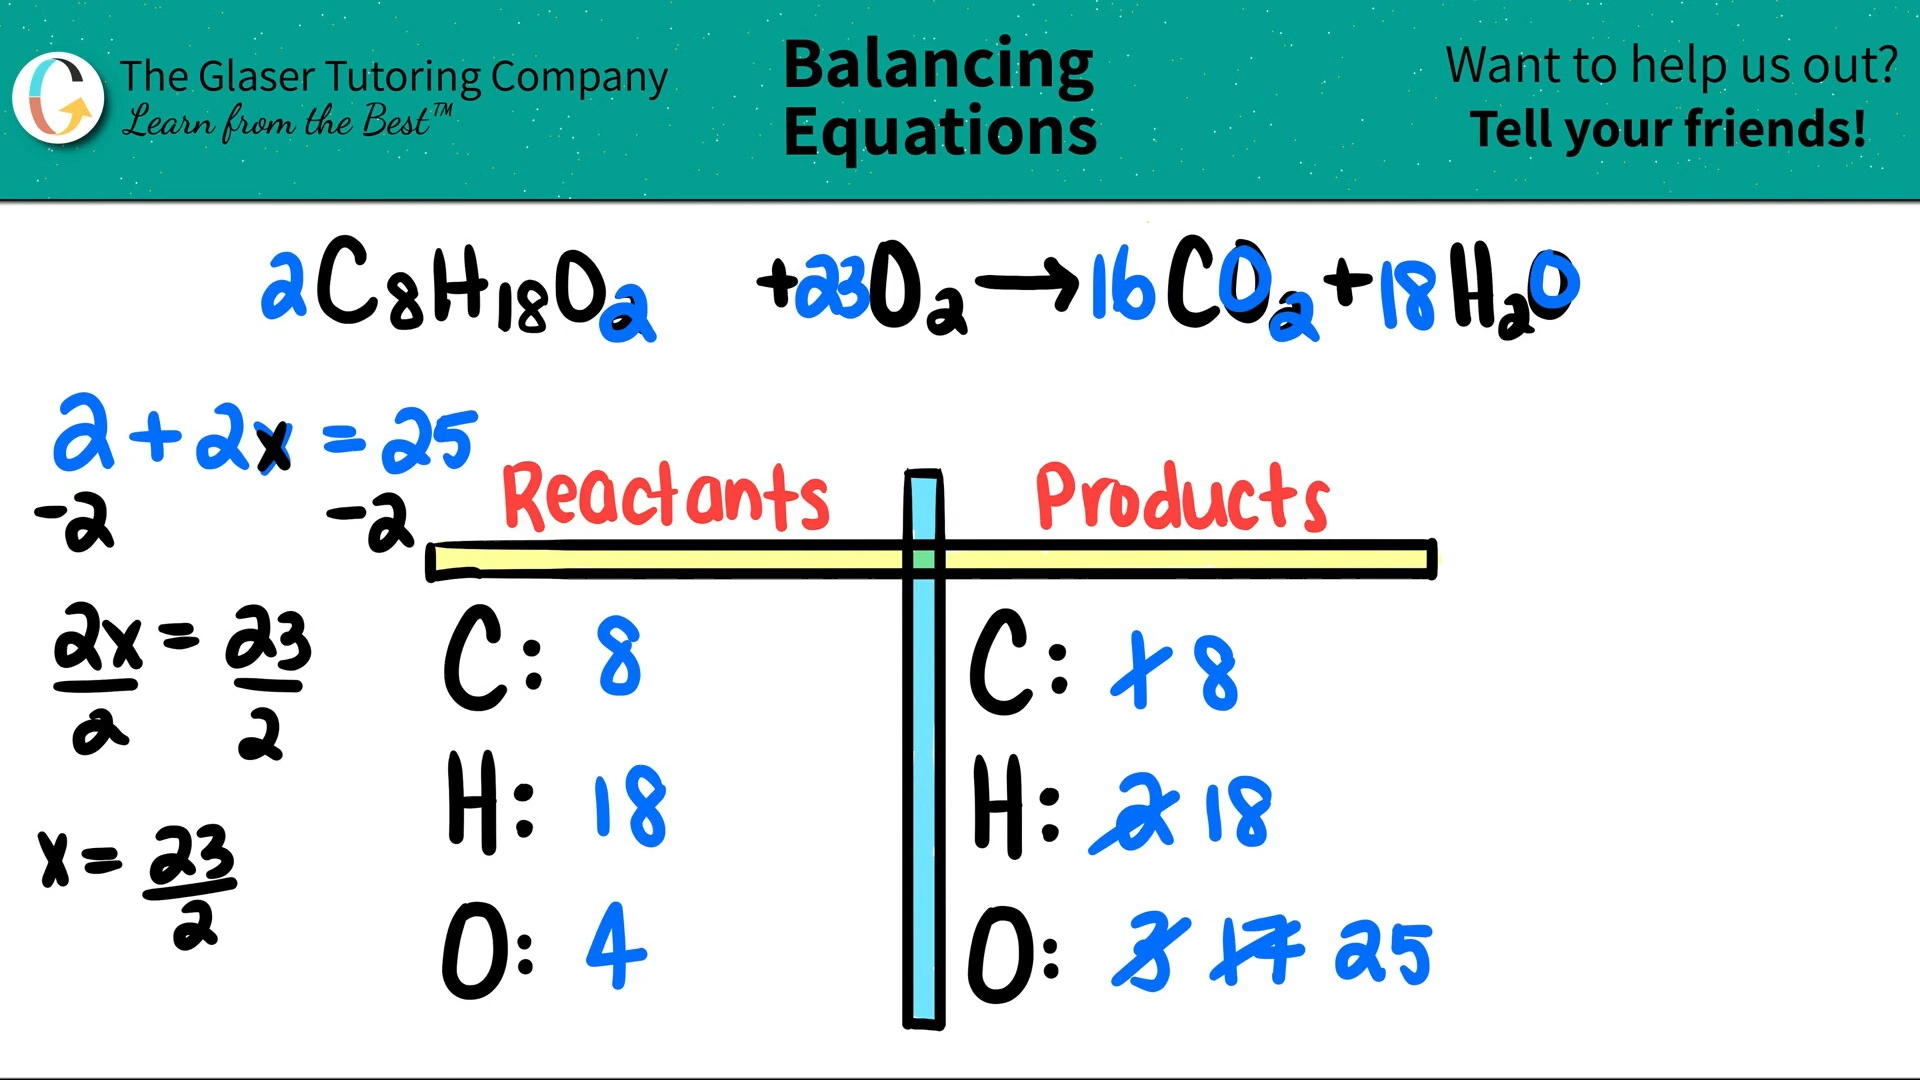 The Glaser Tutoring Company
Learn from the Best™
Balancing
Equations
Want to help us out?
Tell your friends!
2C₈H₁₈O₂ +23O₂ → 16CO₂ + 18H₂O
2 + 2x = 25
-2 -2
2x = 23
2 2
x = 23
2
Reactants Products
C: 8 C: 1 8
H: 18 H: 2 18
O: 4 O: 3 17 25